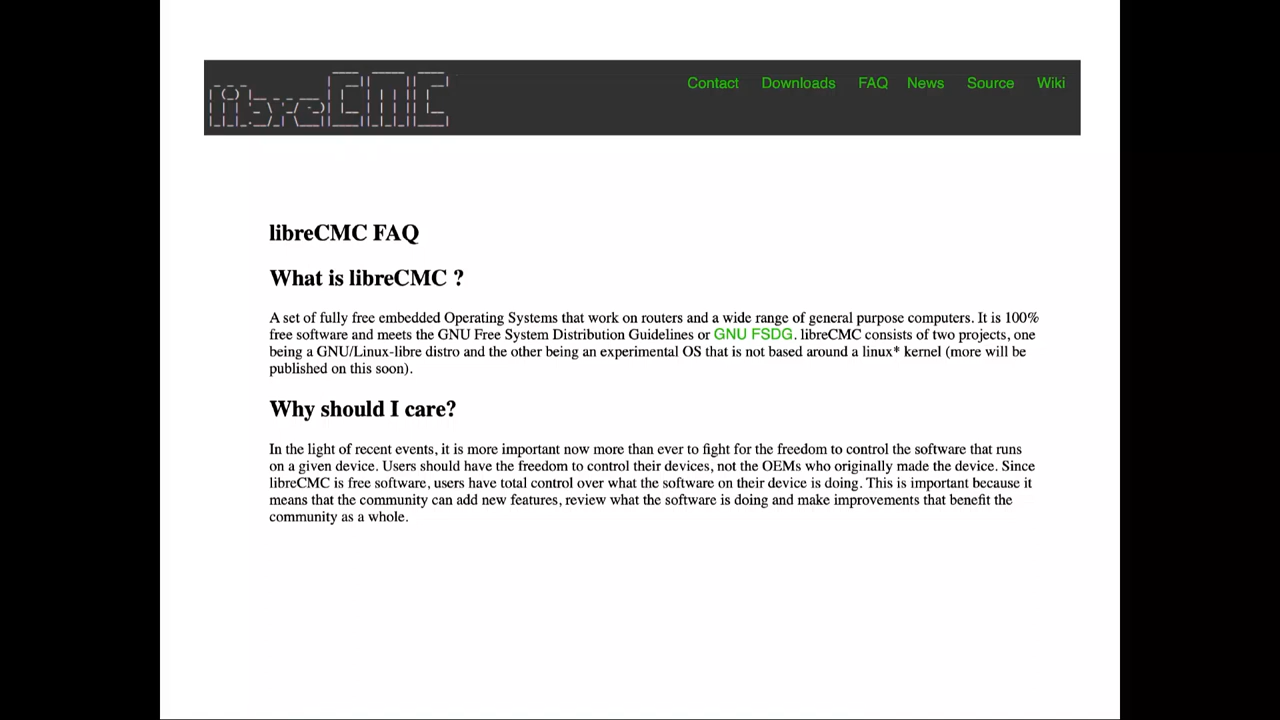 libreCMC
Contact Downloads FAQ News Source Wiki
libreCMC FAQ
What is libreCMC ?
A set of fully free embedded Operating Systems that work on routers and a wide range of general purpose computers. It is 100%
free software and meets the GNU Free System Distribution Guidelines or GNU FSDG. libreCMC consists of two projects, one
being a GNU/Linux-libre distro and the other being an experimental OS that is not based around a linux* kernel (more will be
published on this soon).
Why should I care?
In the light of recent events, it is more important now more than ever to fight for the freedom to control the software that runs
on a given device. Users should have the freedom to control their devices, not the OEMs who originally made the device. Since
libreCMC is free software, users have total control over what the software on their device is doing. This is important because it
means that the community can add new features, review what the software is doing and make improvements that benefit the
community as a whole.